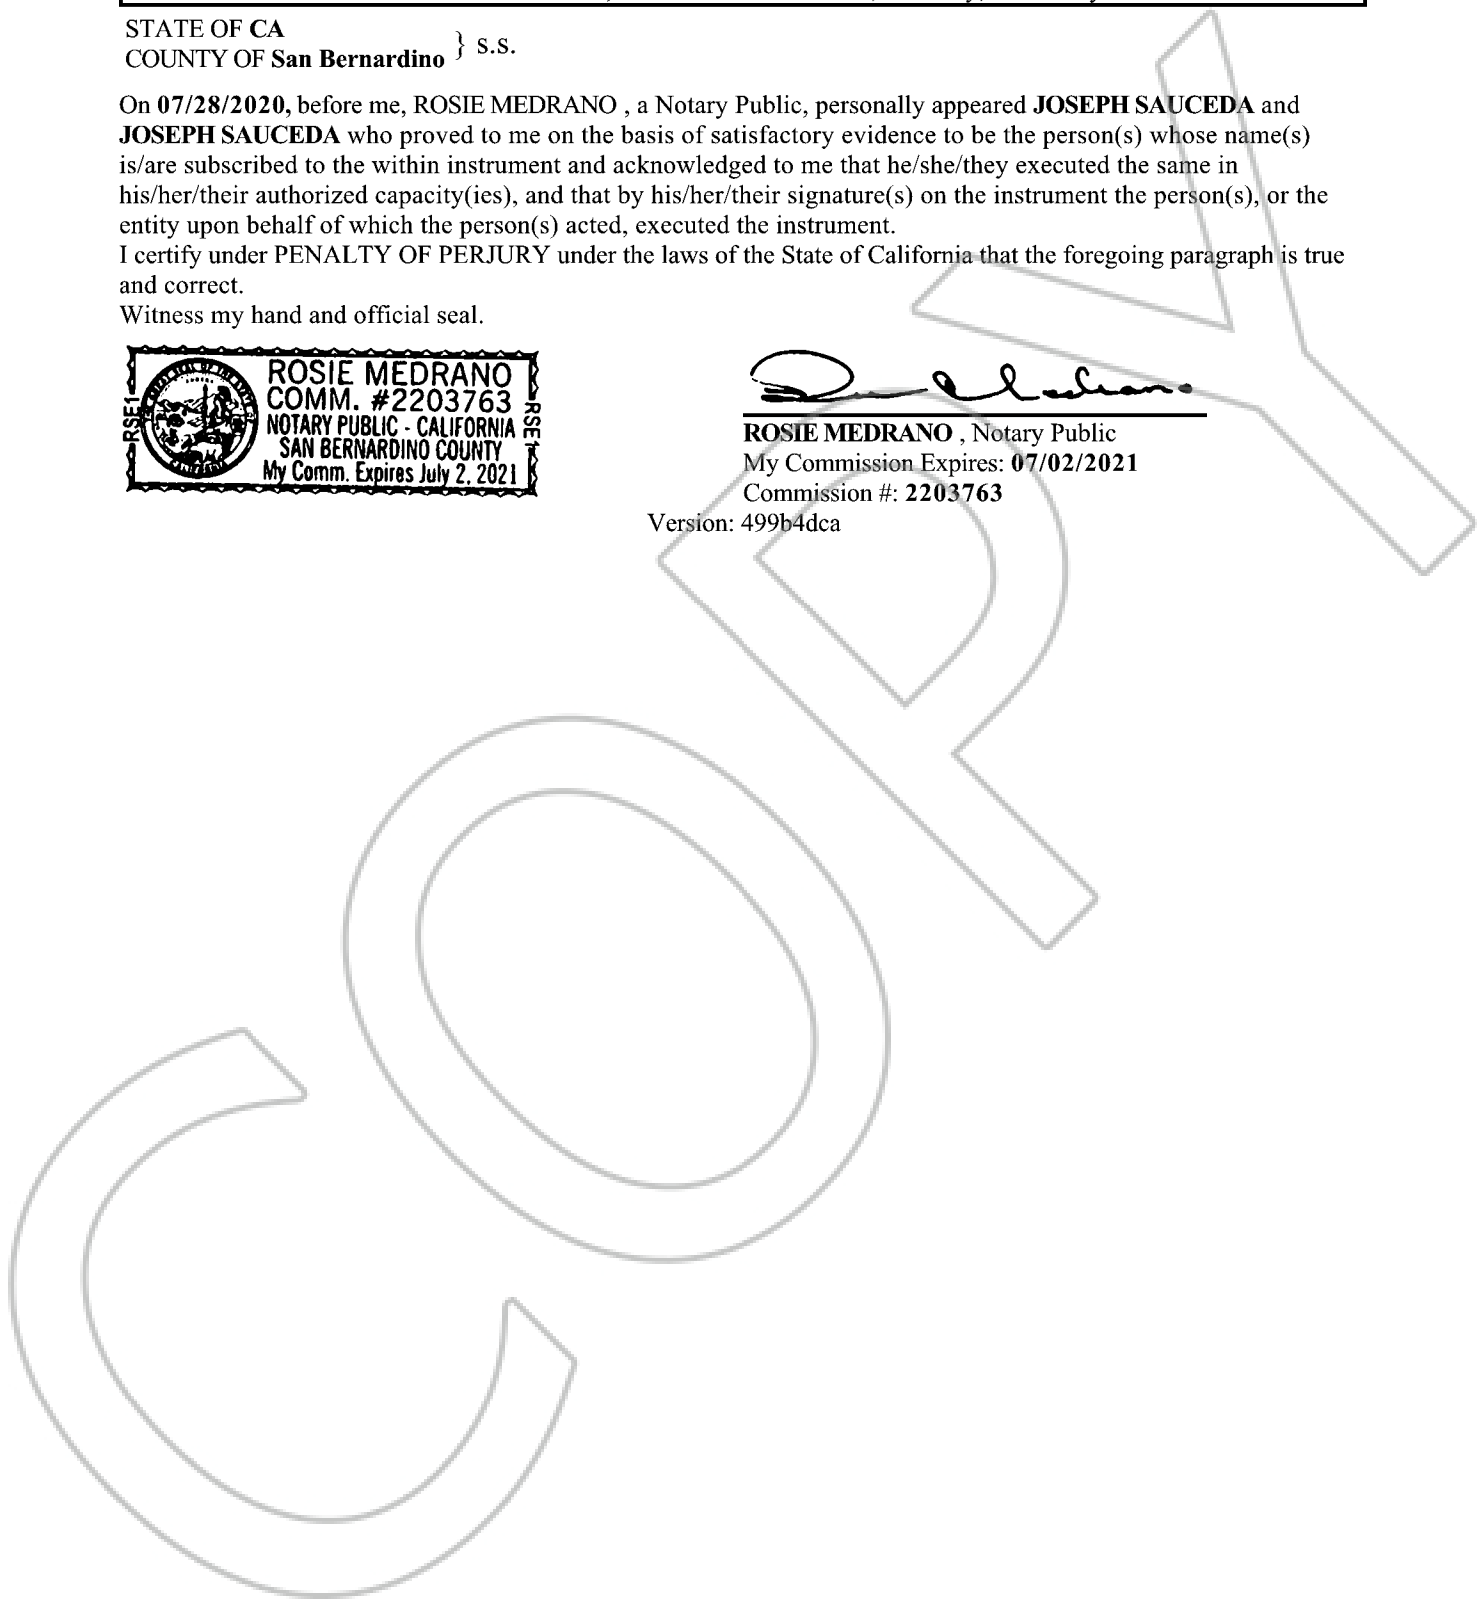 STATE OF CA
COUNTY OF San Bernardino } s.s.
On 07/28/2020, before me, ROSIE MEDRANO , a Notary Public, personally appeared JOSEPH SAUCEDA and
JOSEPH SAUCEDA who proved to me on the basis of satisfactory evidence to be the person(s) whose name(s)
is/are subscribed to the within instrument and acknowledged to me that he/she/they executed the same in
his/her/their authorized capacity(ies), and that by his/her/their signature(s) on the instrument the person(s), or the
entity upon behalf of which the person(s) acted, executed the instrument.
I certify under PENALTY OF PERJURY under the laws of the State of California that the foregoing paragraph is true
and correct.
Witness my hand and official seal.
RSE1
ROSIE MEDRANO
COMM. #2203763
NOTARY PUBLIC - CALIFORNIA
SAN BERNARDINO COUNTY
My Comm. Expires July 2, 2021
RSE1
ROSIE MEDRANO , Notary Public
My Commission Expires: 07/02/2021
Commission #: 2203763
Version: 499b4dca
COPY